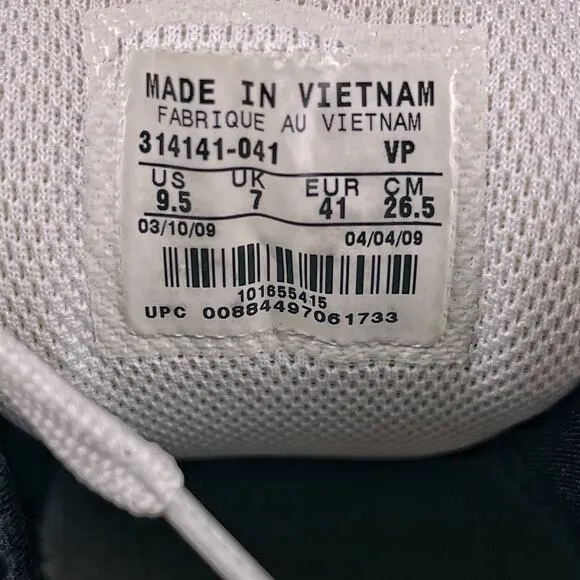 MADE IN VIETNAM
FABRIQUE AU VIETNAM
314141-041 VP
US UK EUR CM
9.5 7 41 26.5
03/10/09 04/04/09
101655415
UPC 00884497061733